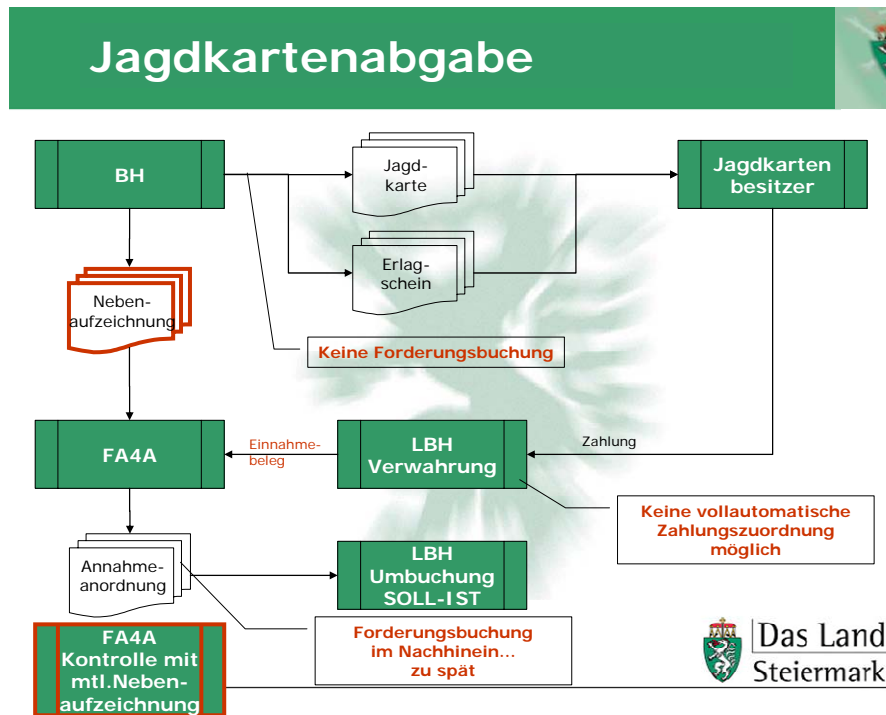 Jagdkartenabgabe
BH
Jagd-
karte
Jagdkarten
besitzer
Erlag-
schein
Neben-
aufzeichnung
Keine Forderungsbuchung
FA4A
Einnahme-
beleg
LBH
Verwahrung
Zahlung
Keine vollautomatische
Zahlungszuordnung
möglich
Annahme-
anordnung
LBH
Umbuchung
SOLL-IST
FA4A
Kontrolle mit
mtl.Neben-
aufzeichnung
Forderungsbuchung
im Nachhinein...
zu spät
Das Land
Steiermark